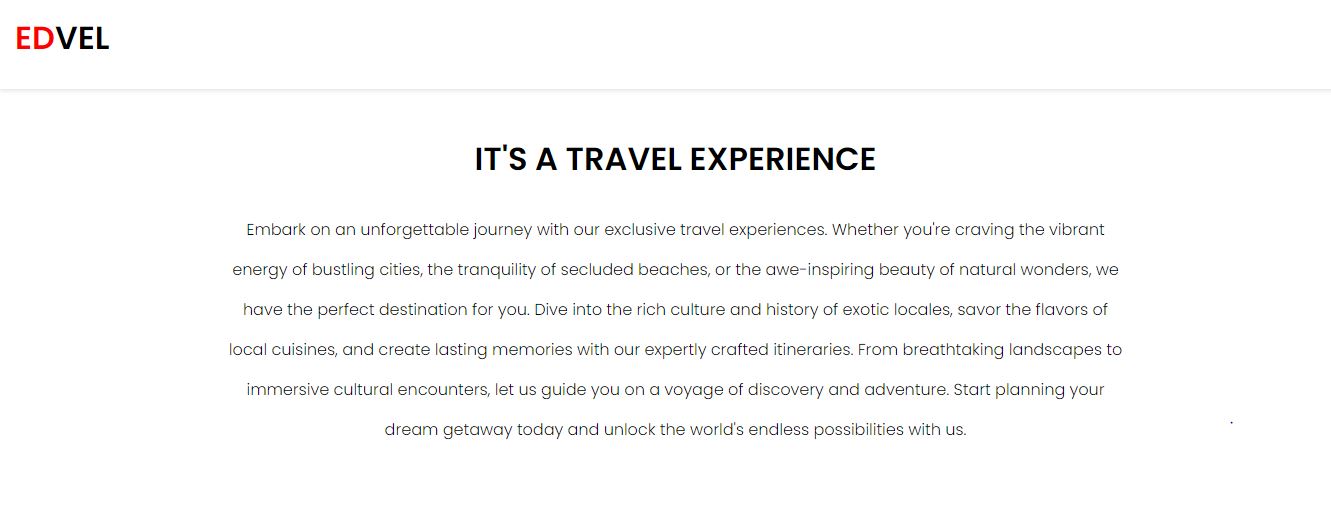 EDVEL
IT'S A TRAVEL EXPERIENCE
Embark on an unforgettable journey with our exclusive travel experiences. Whether you're craving the vibrant
energy of bustling cities, the tranquility of secluded beaches, or the awe-inspiring beauty of natural wonders, we
have the perfect destination for you. Dive into the rich culture and history of exotic locales, savor the flavors of
local cuisines, and create lasting memories with our expertly crafted itineraries. From breathtaking landscapes to
immersive cultural encounters, let us guide you on a voyage of discovery and adventure. Start planning your
dream getaway today and unlock the world's endless possibilities with us.